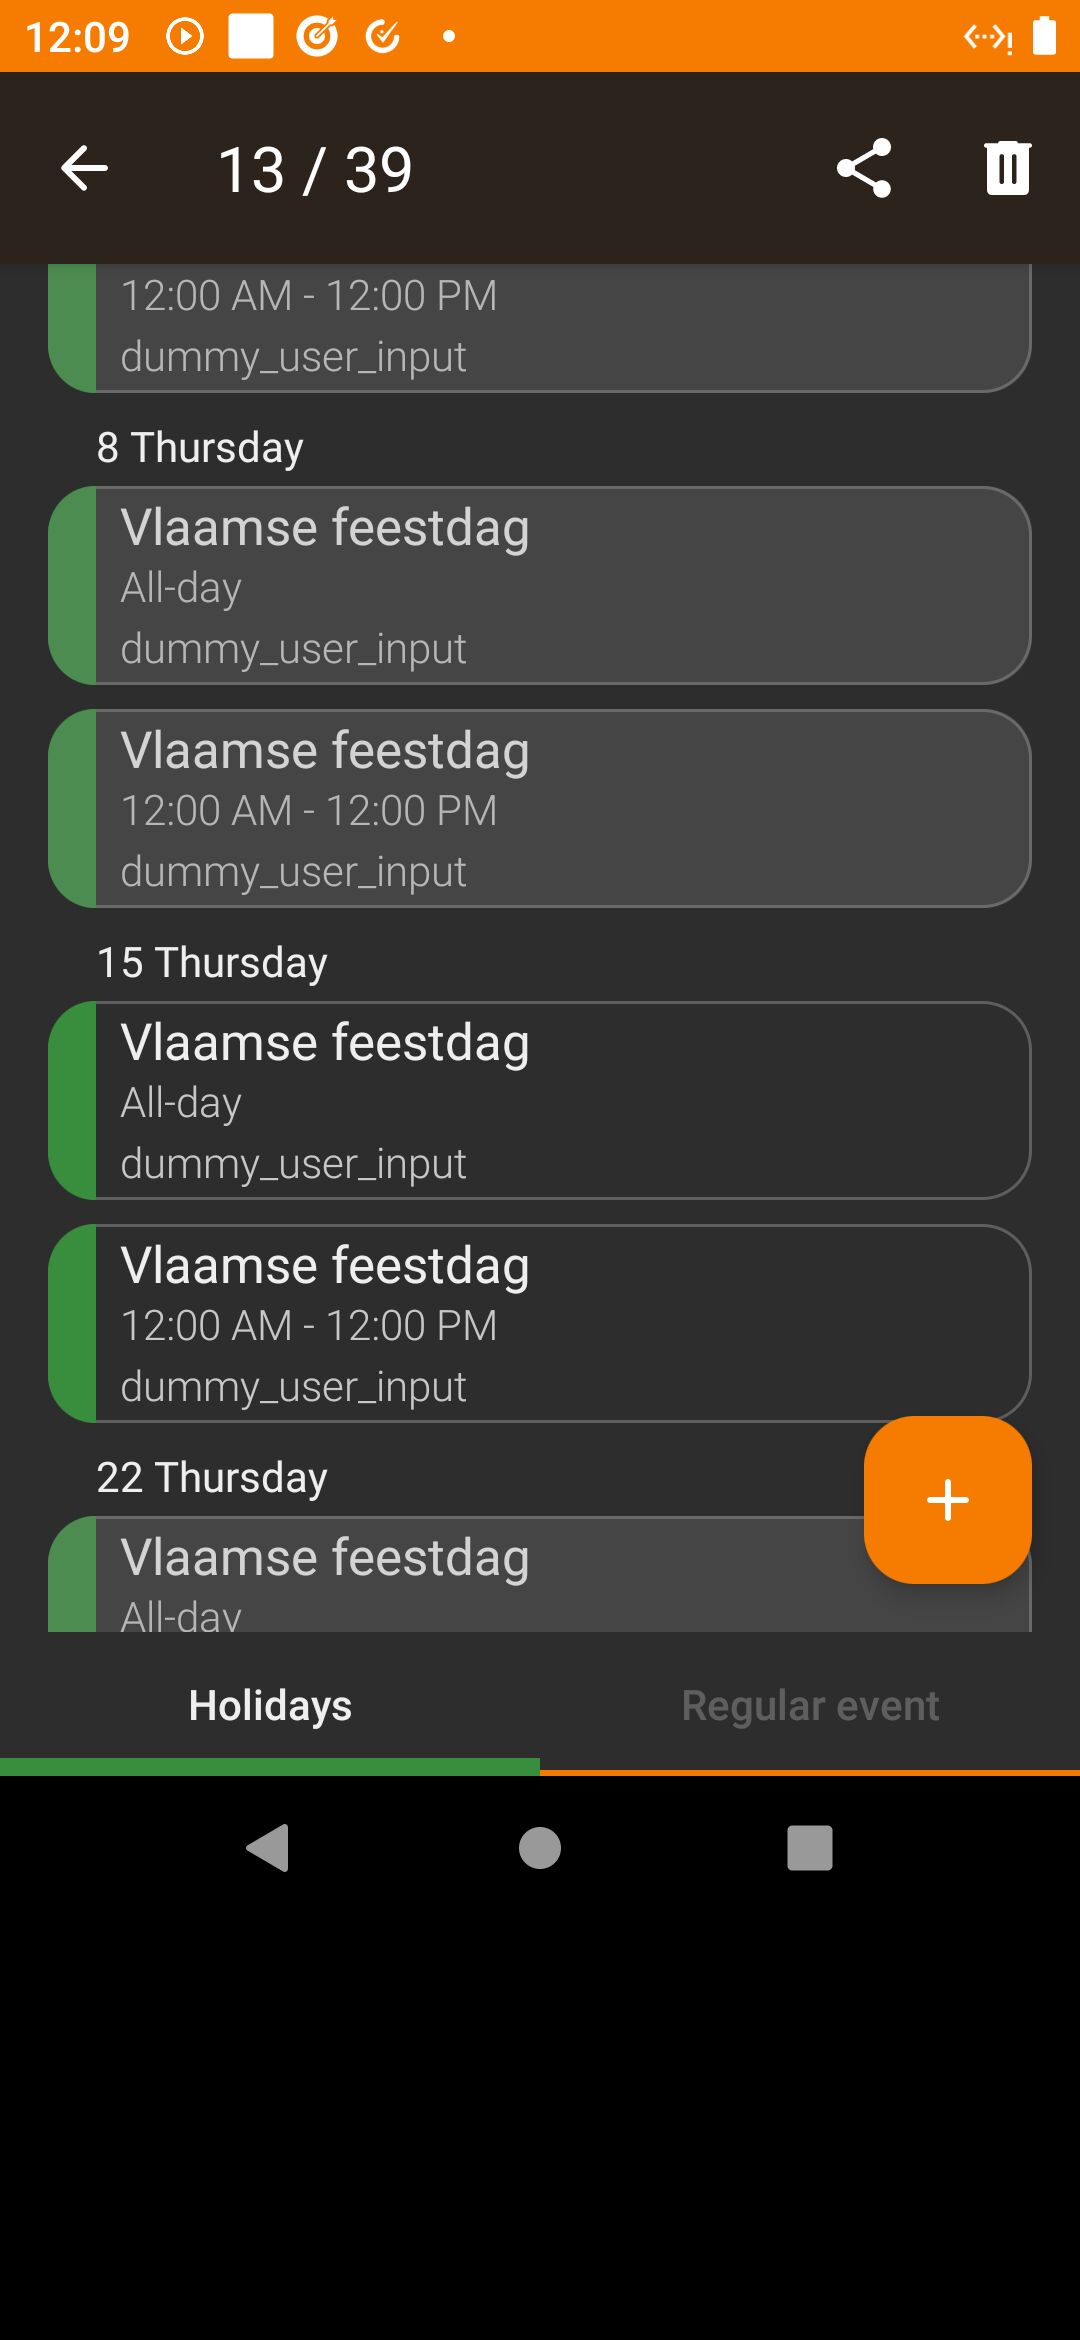 12:09
13 / 39
12:00 AM - 12:00 PM
dummy_user_input
8 Thursday
Vlaamse feestdag
All-day
dummy_user_input
Vlaamse feestdag
12:00 AM - 12:00 PM
dummy_user_input
15 Thursday
Vlaamse feestdag
All-day
dummy_user_input
Vlaamse feestdag
12:00 AM - 12:00 PM
dummy_user_input
22 Thursday
Vlaamse feestdag
All-day
Holidays
Regular event